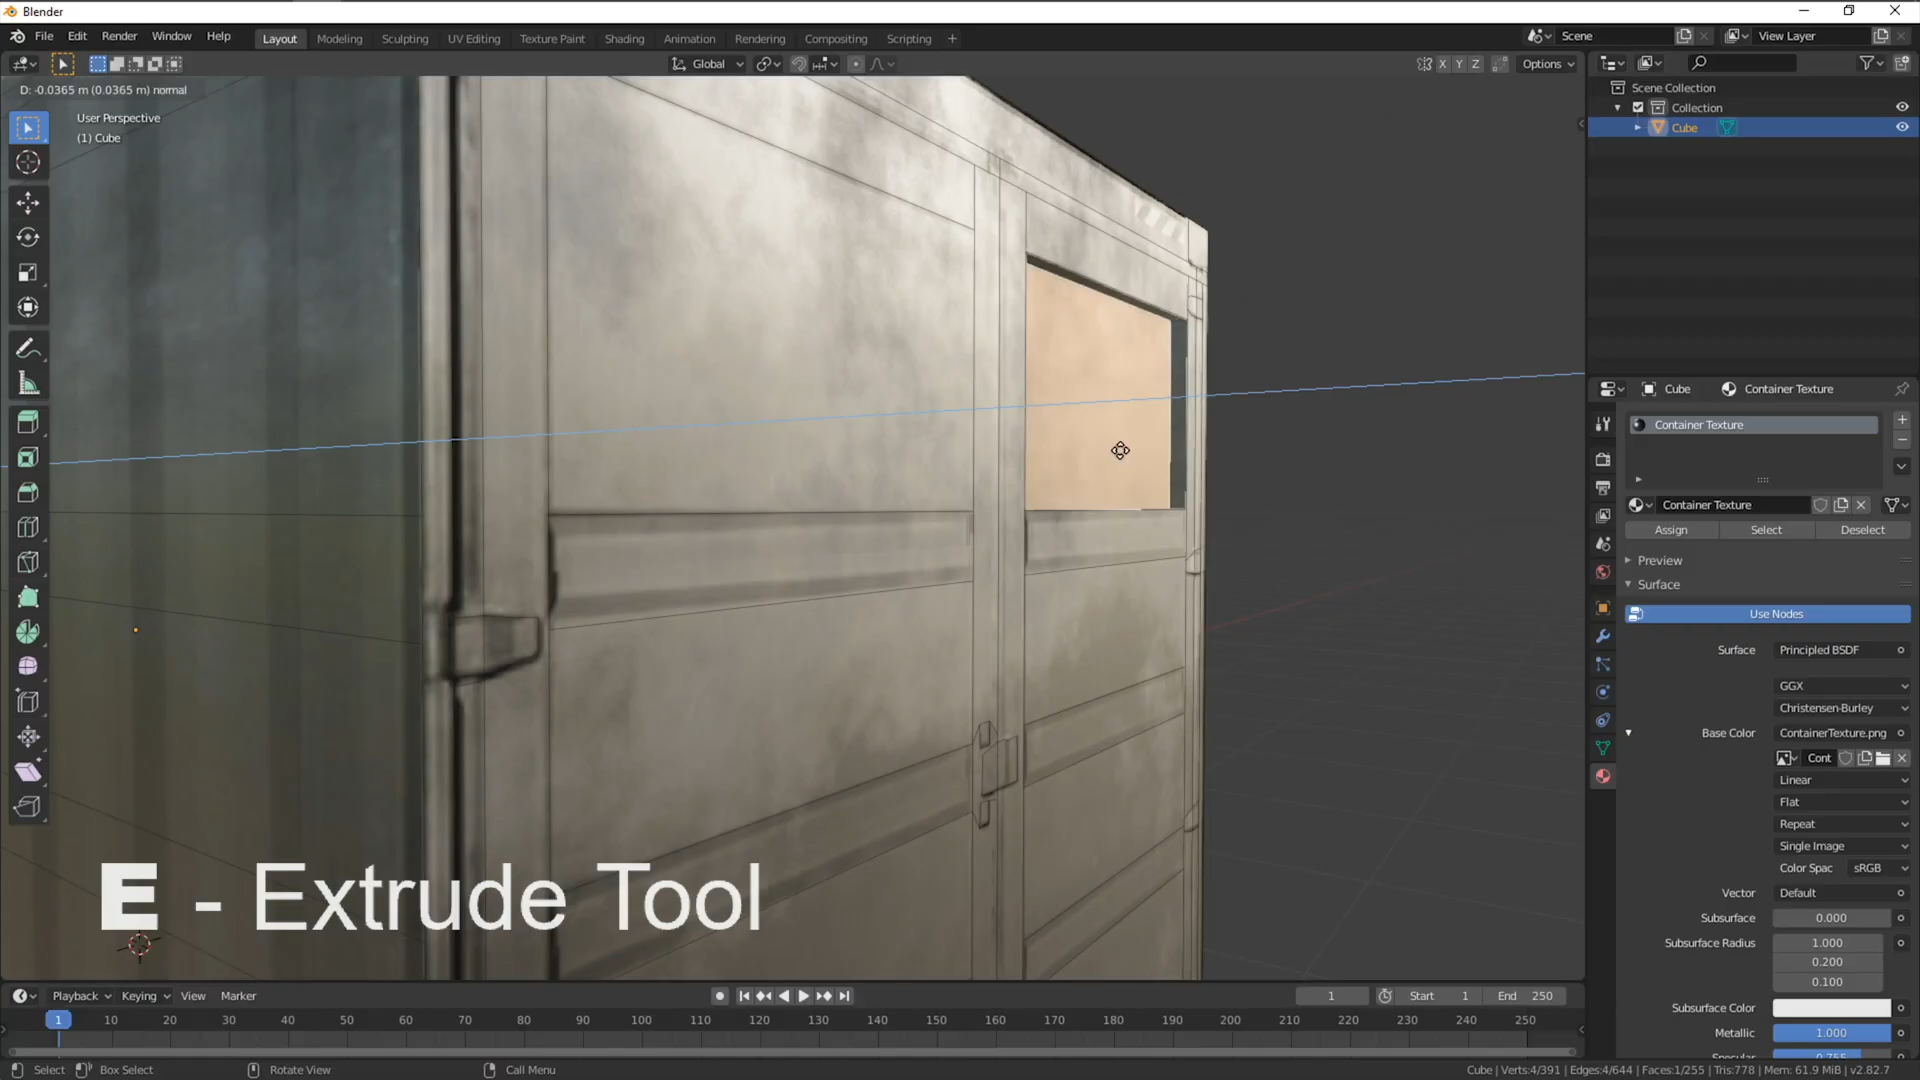 Blender
File Edit Render Window Help
Layout Modeling Sculpting UV Editing Texture Paint Shading Animation Rendering Compositing Scripting +
Scene
View Layer
Global
X Y Z
Options
D: -0.0365 m (0.0365 m) normal
User Perspective
(1) Cube
Scene Collection
Collection
Cube
Cube
Container Texture
Container Texture
Container Texture
Assign Select Deselect
Preview
Surface
Use Nodes
Surface Principled BSDF
GGX
Christensen-Burley
Base Color ContainerTexture.png
Cont
Linear
Flat
Repeat
Single Image
Color Spac sRGB
Vector Default
Subsurface 0.000
Subsurface Radius 1.000
0.200
0.100
Subsurface Color
Metallic 1.000
Specular 0.755
E - Extrude Tool
Playback Keying View Marker
1 Start 1 End 250
1 10 20 30 40 50 60 70 80 90 100 110 120 130 140 150 160 170 180 190 200 210 220 230 240 250
Select Box Select Rotate View Call Menu
Cube | Verts:4/391 | Edges:4/644 | Faces:1/255 | Tris:778 | Mem: 61.9 MiB | v2.82.7